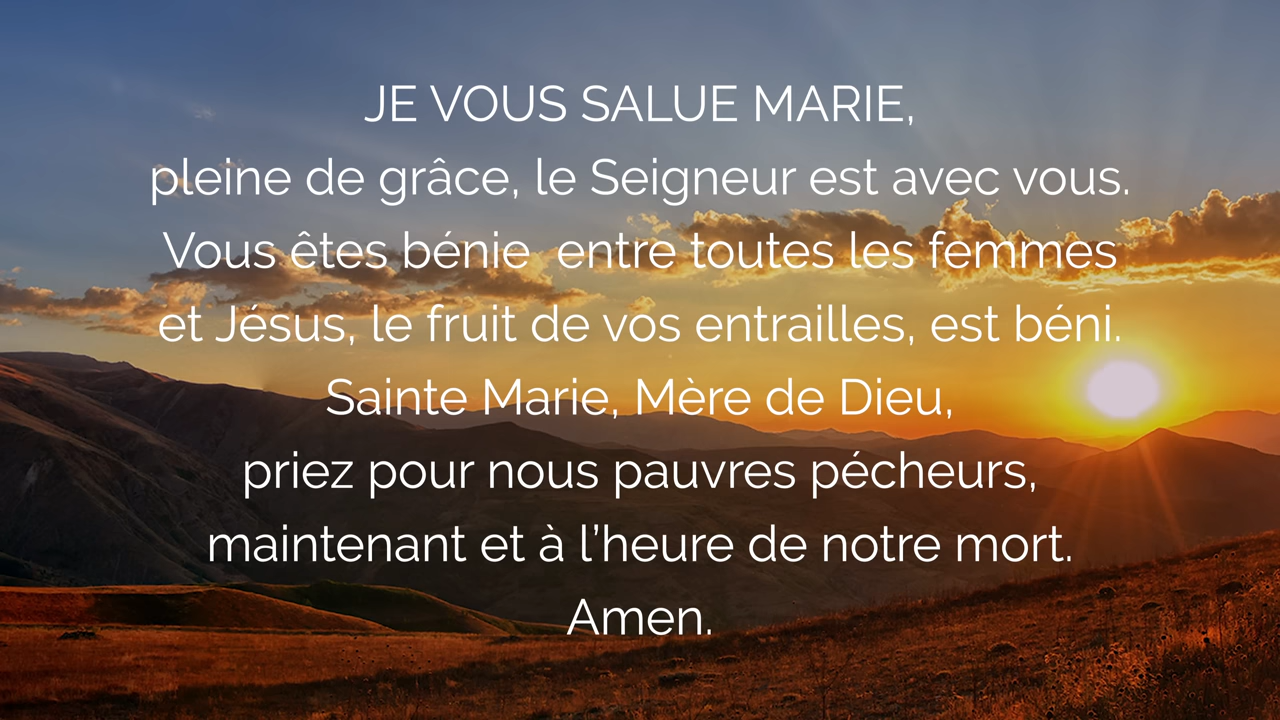 JE VOUS SALUE MARIE,
pleine de grâce, le Seigneur est avec vous.
Vous êtes bénie  entre toutes les femmes
et Jésus, le fruit de vos entrailles, est béni.
Sainte Marie, Mère de Dieu,
priez pour nous pauvres pécheurs,
maintenant et à l’heure de notre mort.
Amen.